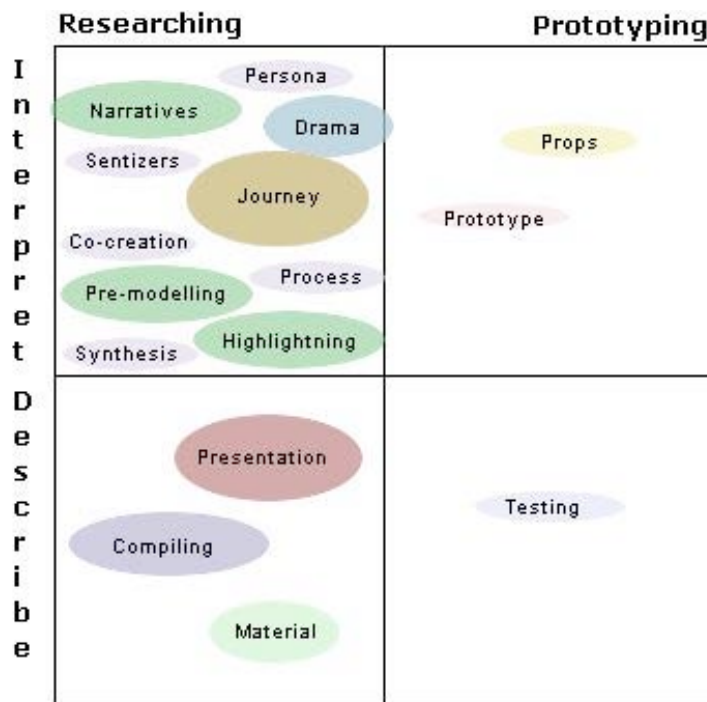 Researching
Prototyping
Interpret
Persona
Narratives
Drama
Props
Sentizers
Journey
Prototype
Co-creation
Process
Pre-modelling
Highlightning
Synthesis
Describe
Presentation
Testing
Compiling
Material